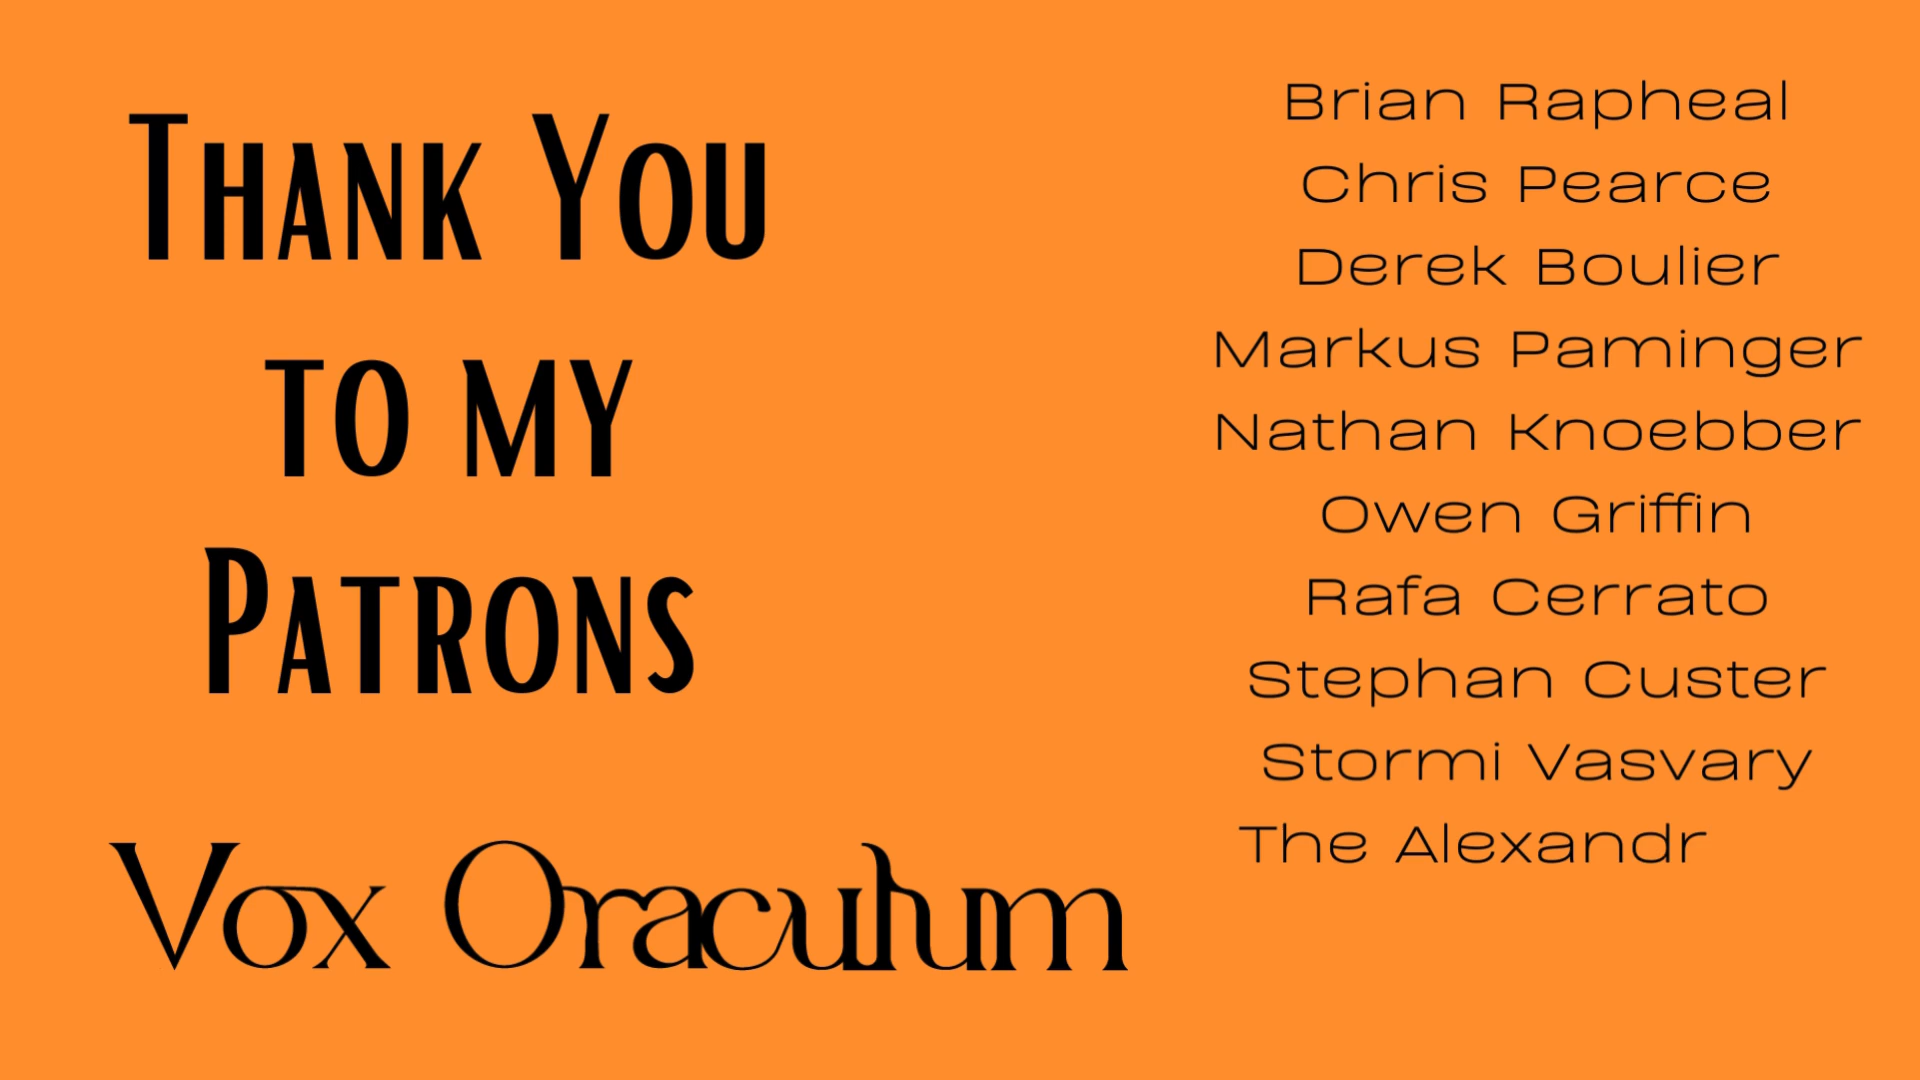 Thank You
to my
Patrons
Vox Oraculum
Brian Rapheal
Chris Pearce
Derek Boulier
Markus Paminger
Nathan Knoebber
Owen Griffin
Rafa Cerrato
Stephan Custer
Stormi Vasvary
The Alexandr